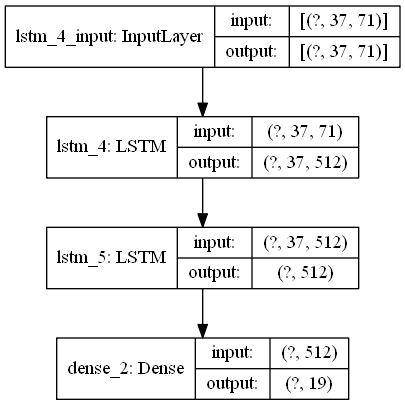 lstm_4_input: InputLayer
input: [(?, 37, 71)]
output: [(?, 37, 71)]
lstm_4: LSTM
input: (?, 37, 71)
output: (?, 37, 512)
lstm_5: LSTM
input: (?, 37, 512)
output: (?, 512)
dense_2: Dense
input: (?, 512)
output: (?, 19)